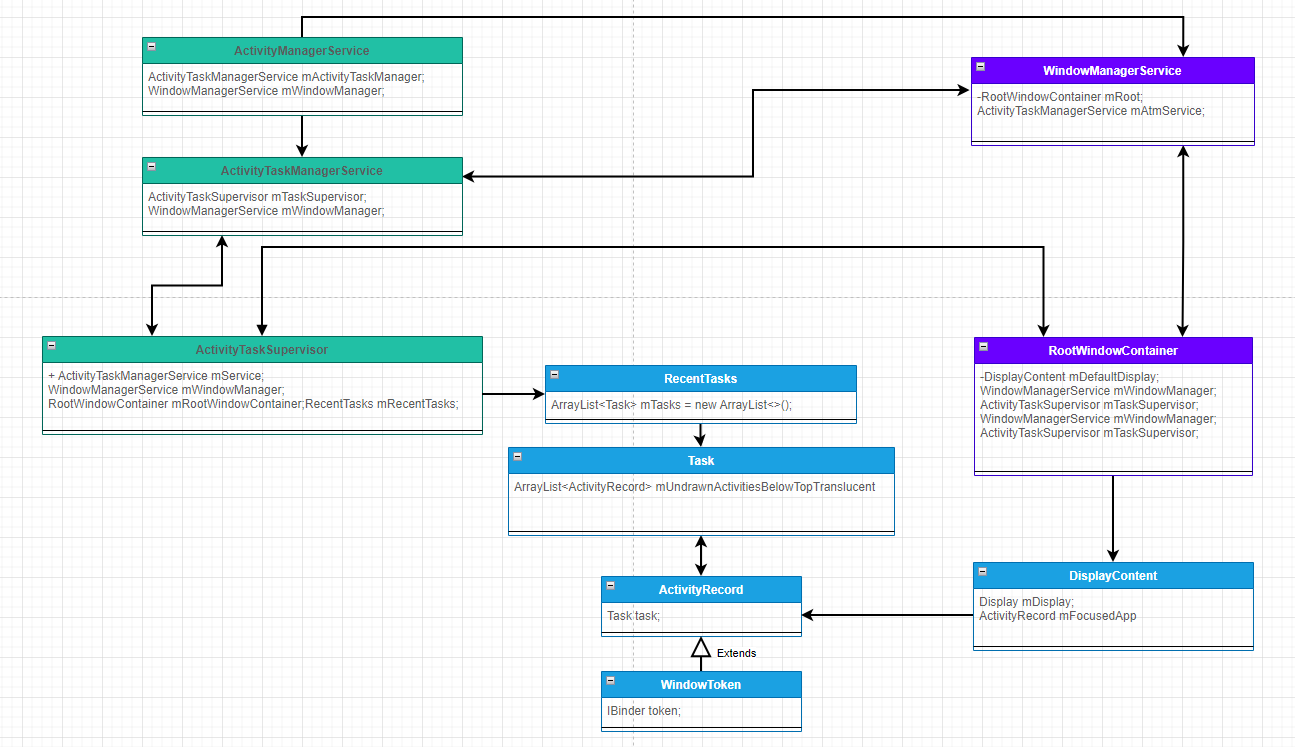 ActivityManagerService
ActivityTaskManagerService mActivityTaskManager;
WindowManagerService mWindowManager;
WindowManagerService
-RootWindowContainer mRoot;
ActivityTaskManagerService mAtmService;
ActivityTaskManagerService
ActivityTaskSupervisor mTaskSupervisor;
WindowManagerService mWindowManager;
ActivityTaskSupervisor
+ ActivityTaskManagerService mService;
WindowManagerService mWindowManager;
RootWindowContainer mRootWindowContainer;RecentTasks mRecentTasks;
RootWindowContainer
-DisplayContent mDefaultDisplay;
WindowManagerService mWindowManager;
ActivityTaskSupervisor mTaskSupervisor;
WindowManagerService mWindowManager;
ActivityTaskSupervisor mTaskSupervisor;
RecentTasks
ArrayList<Task> mTasks = new ArrayList<>();
Task
ArrayList<ActivityRecord> mUndrawnActivitiesBelowTopTranslucent
ActivityRecord
Task task;
DisplayContent
Display mDisplay;
ActivityRecord mFocusedApp
Extends
WindowToken
IBinder token;